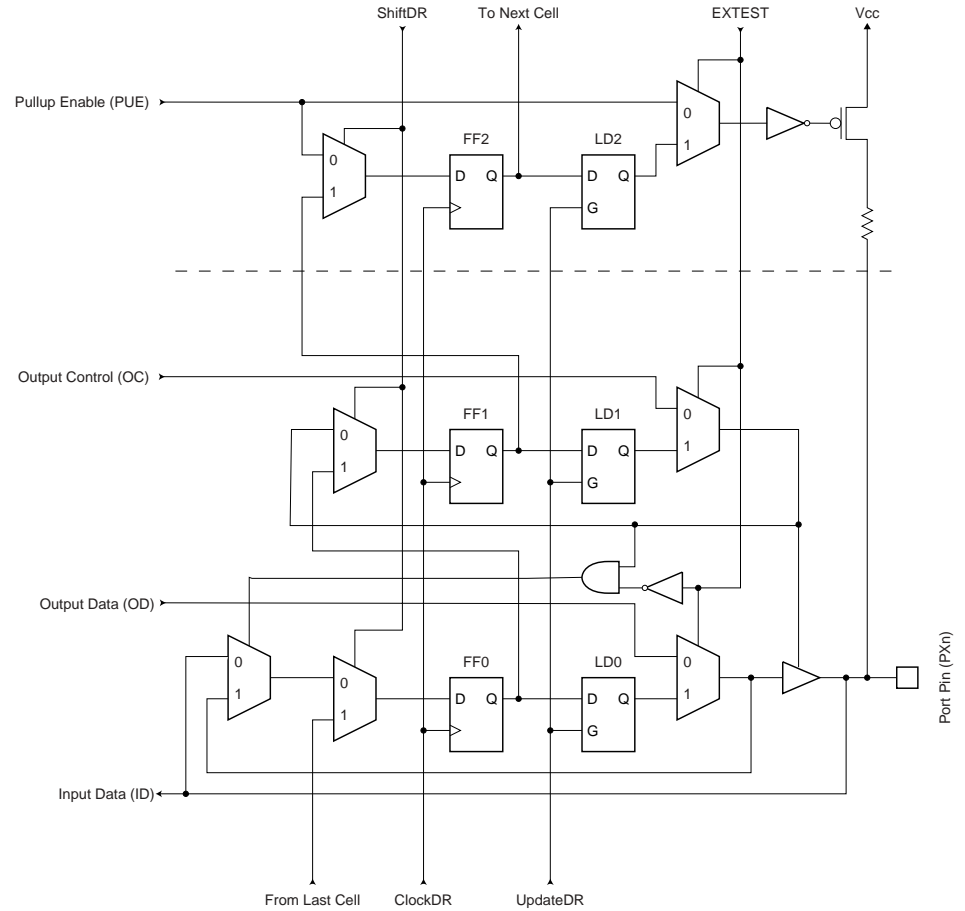 ShiftDR To Next Cell EXTEST Vcc
Pullup Enable (PUE)
0
1
FF2
D Q
LD2
D Q
G
0
1
Output Control (OC)
0
1
FF1
D Q
LD1
D Q
G
0
1
Output Data (OD)
0
1
0
1
FF0
D Q
LD0
D Q
G
0
1
Port Pin (PXn)
Input Data (ID)
From Last Cell ClockDR UpdateDR